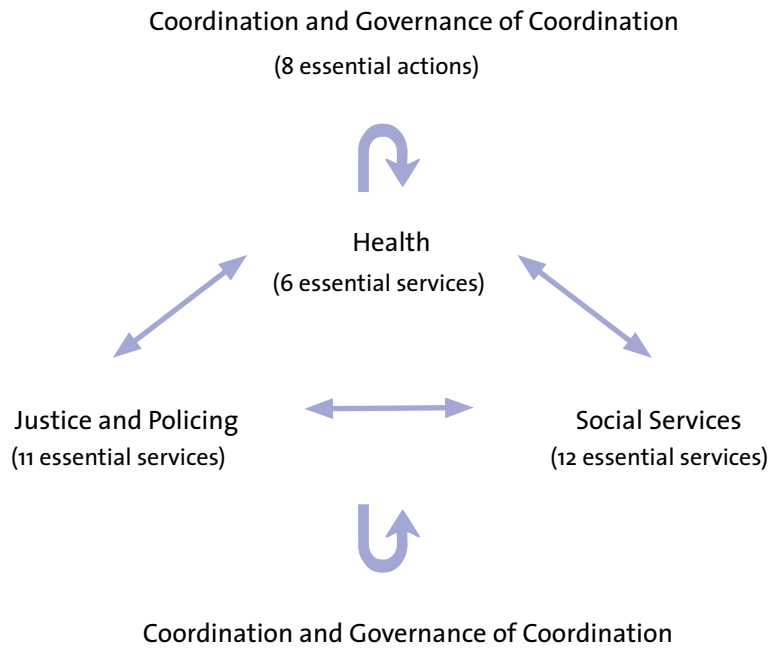 Coordination and Governance of Coordination
(8 essential actions)
Health
(6 essential services)
Justice and Policing
(11 essential services)
Social Services
(12 essential services)
Coordination and Governance of Coordination